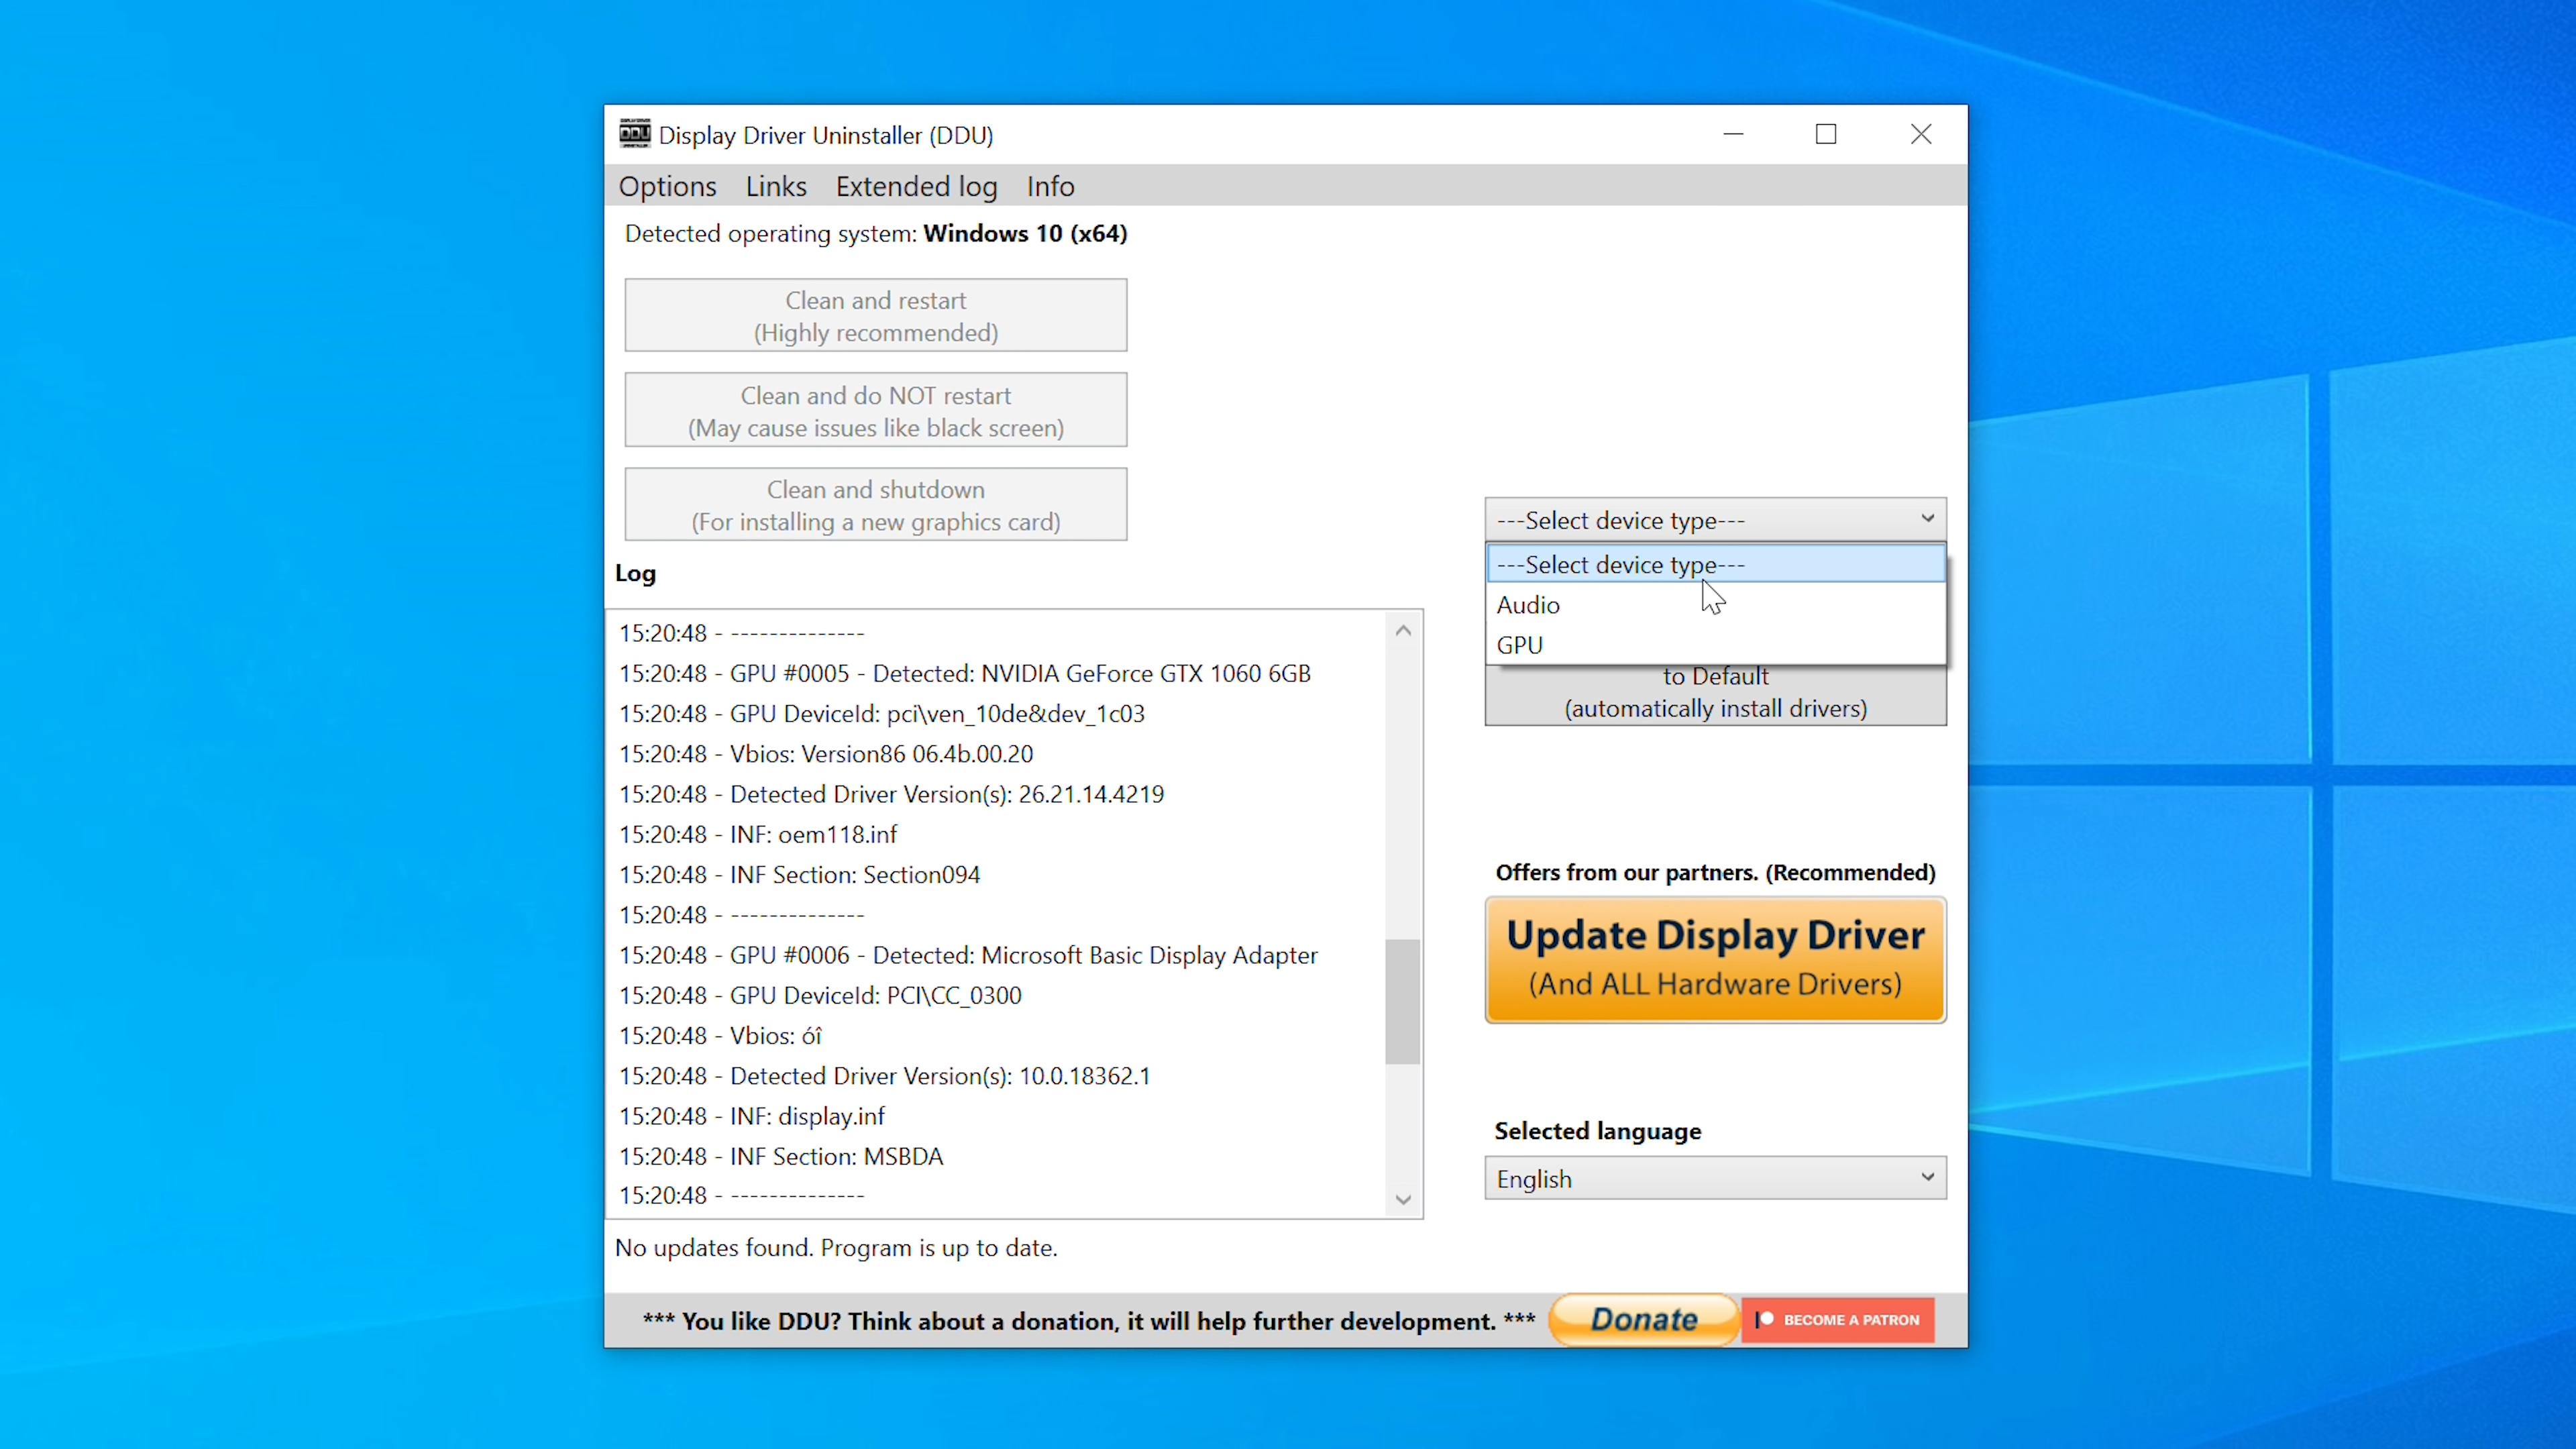 Display Driver Uninstaller (DDU)
Options Links Extended log Info
Detected operating system: Windows 10 (x64)
Clean and restart
(Highly recommended)
Clean and do NOT restart
(May cause issues like black screen)
Clean and shutdown
(For installing a new graphics card)
---Select device type---
---Select device type---
Audio
GPU
to Default
(automatically install drivers)
Log
15:20:48 - --------------
15:20:48 - GPU #0005 - Detected: NVIDIA GeForce GTX 1060 6GB
15:20:48 - GPU DeviceId: pci\ven_10de&dev_1c03
15:20:48 - Vbios: Version86 06.4b.00.20
15:20:48 - Detected Driver Version(s): 26.21.14.4219
15:20:48 - INF: oem118.inf
15:20:48 - INF Section: Section094
15:20:48 - --------------
15:20:48 - GPU #0006 - Detected: Microsoft Basic Display Adapter
15:20:48 - GPU DeviceId: PCI\CC_0300
15:20:48 - Vbios: óî
15:20:48 - Detected Driver Version(s): 10.0.18362.1
15:20:48 - INF: display.inf
15:20:48 - INF Section: MSBDA
15:20:48 - --------------
Offers from our partners. (Recommended)
Update Display Driver
(And ALL Hardware Drivers)
Selected language
English
No updates found. Program is up to date.
*** You like DDU? Think about a donation, it will help further development. ***
Donate
BECOME A PATRON